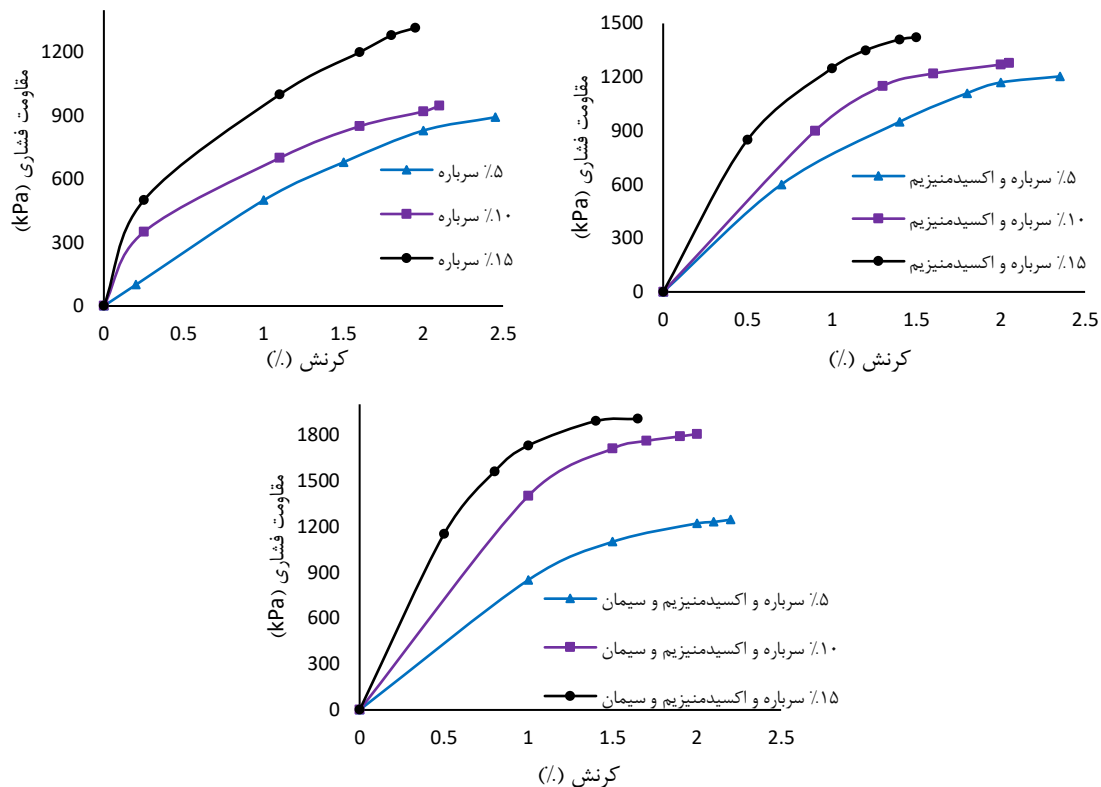 مقاومت فشاری (kPa)
1200
900
600
300
0
0 0.5 1 1.5 2 2.5
کرنش (٪)
٪۵ سرباره
٪۱۰ سرباره
٪۱۵ سرباره
مقاومت فشاری (kPa)
1500
1200
900
600
300
0
0 0.5 1 1.5 2 2.5
کرنش (٪)
٪۵ سرباره و اکسیدمنیزیم
٪۱۰ سرباره و اکسیدمنیزیم
٪۱۵ سرباره و اکسیدمنیزیم
مقاومت فشاری (kPa)
1800
1500
1200
900
600
300
0
0 0.5 1 1.5 2 2.5
کرنش (٪)
٪۵ سرباره و اکسیدمنیزیم و سیمان
٪۱۰ سرباره و اکسیدمنیزیم و سیمان
٪۱۵ سرباره و اکسیدمنیزیم و سیمان